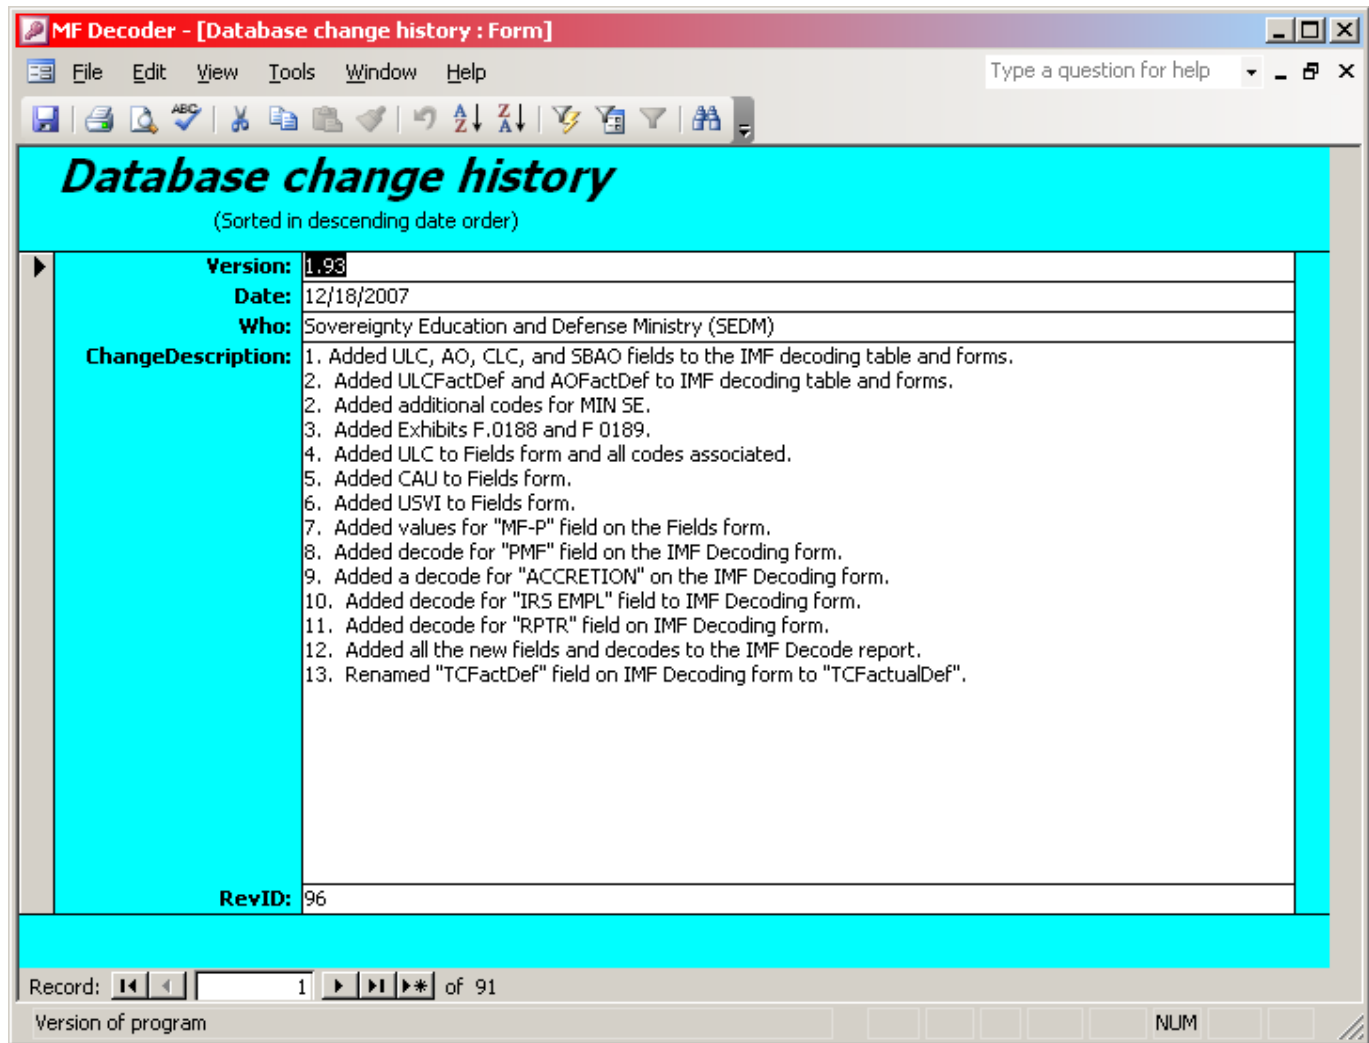 MF Decoder - [Database change history : Form]
File Edit View Tools Window Help Type a question for help
ABC A Z Z A
Database change history
(Sorted in descending date order)
Version: 1.93
Date: 12/18/2007
Who: Sovereignty Education and Defense Ministry (SEDM)
ChangeDescription: 1. Added ULC, AO, CLC, and SBAO fields to the IMF decoding table and forms.
2. Added ULCFactDef and AOFactDef to IMF decoding table and forms.
2. Added additional codes for MIN SE.
3. Added Exhibits F.0188 and F 0189.
4. Added ULC to Fields form and all codes associated.
5. Added CAU to Fields form.
6. Added USVI to Fields form.
7. Added values for "MF-P" field on the Fields form.
8. Added decode for "PMF" field on the IMF Decoding form.
9. Added a decode for "ACCRETION" on the IMF Decoding form.
10. Added decode for "IRS EMPL" field to IMF Decoding form.
11. Added decode for "RPTR" field on IMF Decoding form.
12. Added all the new fields and decodes to the IMF Decode report.
13. Renamed "TCFactDef" field on IMF Decoding form to "TCFactualDef".
RevID: 96
Record: 1 of 91
Version of program NUM